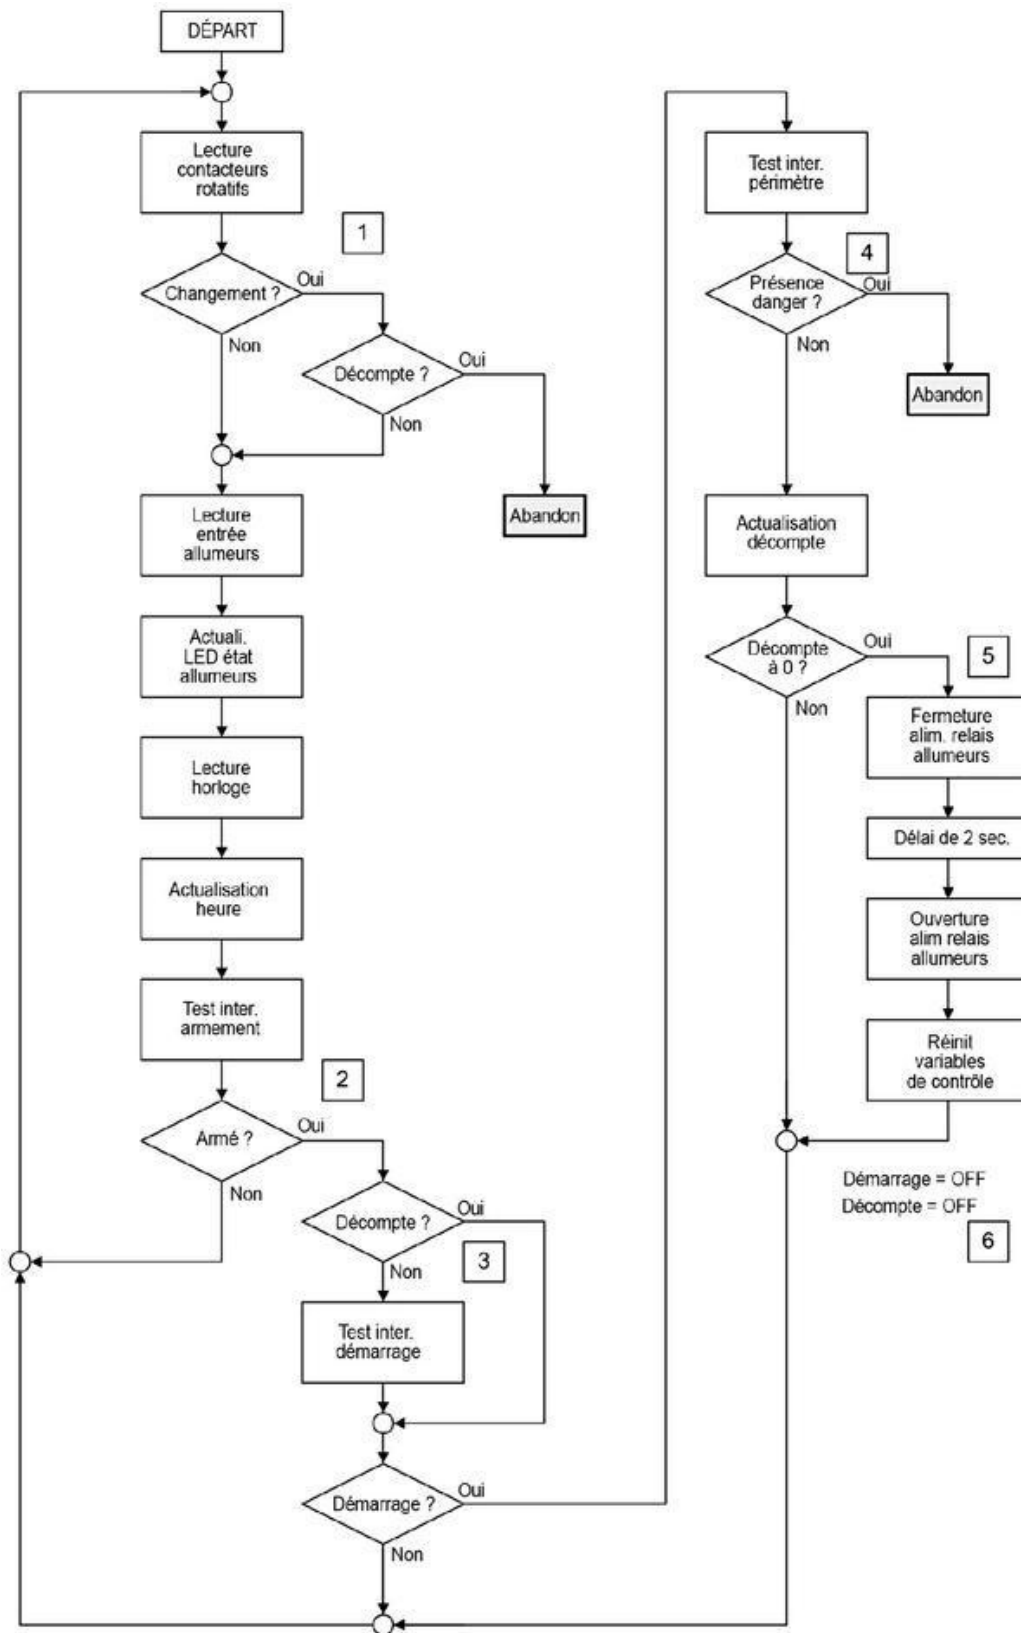 DÉPART
Lecture
contacteurs
rotatifs
1
Changement ?
Oui
Non
Décompte ?
Oui
Non
Abandon
Lecture
entrée
allumeurs
Actuali.
LED état
allumeurs
Lecture
horloge
Actualisation
heure
Test inter.
armement
2
Armé ?
Oui
Non
Décompte ?
Oui
Non
3
Test inter.
démarrage
Démarrage ?
Oui
Non
Test inter.
périmètre
4
Présence
danger ?
Oui
Non
Abandon
Actualisation
décompte
Décompte
à 0 ?
Oui
Non
5
Fermeture
alim. relais
allumeurs
Délai de 2 sec.
Ouverture
alim relais
allumeurs
Réinit
variables
de contrôle
Démarrage = OFF
Décompte = OFF
6